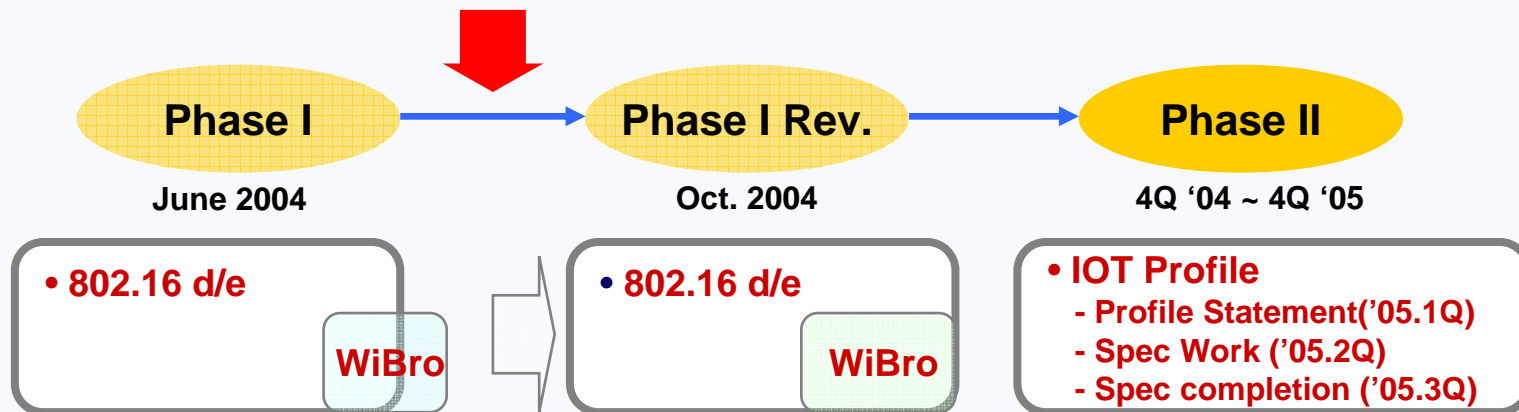 Phase I
Phase I Rev.
Phase II
June 2004
Oct. 2004
4Q ‘04 ~ 4Q ‘05
• 802.16 d/e
WiBro
• 802.16 d/e
WiBro
• IOT Profile
- Profile Statement(’05.1Q)
- Spec Work (’05.2Q)
- Spec completion (’05.3Q)